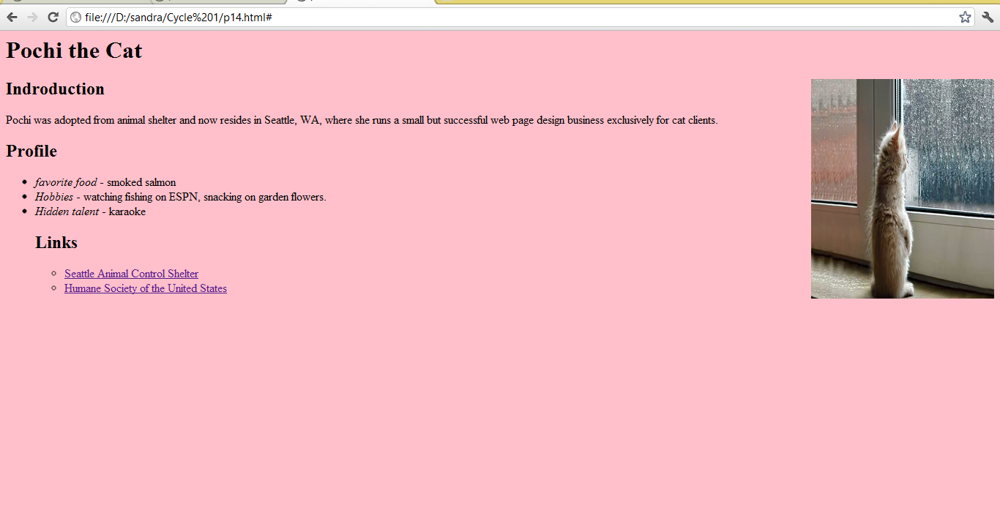 file:///D:/sandra/Cycle%201/p14.html#
Pochi the Cat
Indroduction
Pochi was adopted from animal shelter and now resides in Seattle, WA, where she runs a small but successful web page design business exclusively for cat clients.
Profile
favorite food - smoked salmon
Hobbies - watching fishing on ESPN, snacking on garden flowers.
Hidden talent - karaoke
Links
Seattle Animal Control Shelter
Humane Society of the United States